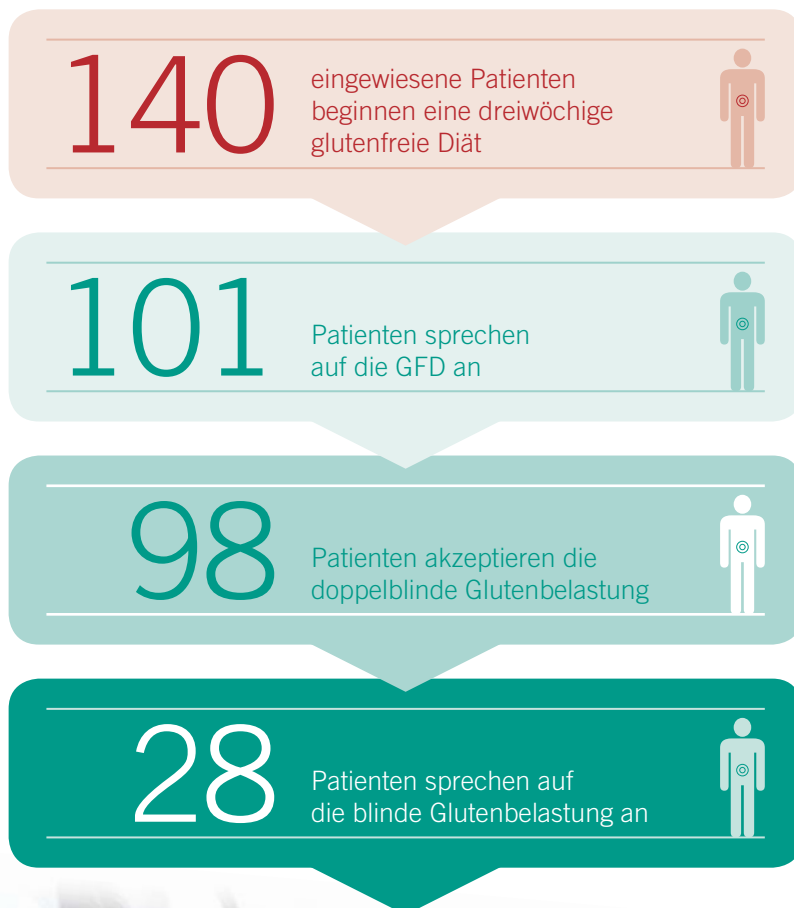 140
eingewiesene Patienten
beginnen eine dreiwöchige
glutenfreie Diät
101
Patienten sprechen
auf die GFD an
98
Patienten akzeptieren die
doppelblinde Glutenbelastung
28
Patienten sprechen auf
die blinde Glutenbelastung an